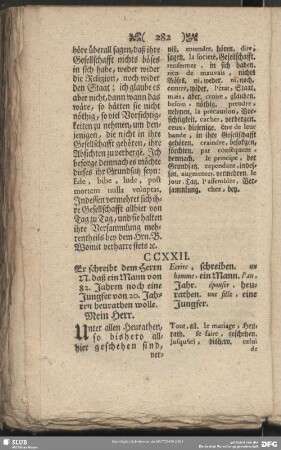 ( 282 )
höre überall sagen, daß ihre
Gesellschafft nichts böses
in sich habe, weder wider
die Religion, noch wider
den Staat; ich glaube es
aber nicht, dann wann das
wäre, so hätten sie nicht
nöthig, so viel Vorsichtig-
keiten zu nehmen, um den-
jenigen, die nicht in ihre
Gesellschafft gehören, ihre
Absichten zu verbergen. Ich
besorge demnach es möchte
dieses ihr Grundsatz seyn:
Ede, bibe, lude, post
mortem nulla voluptas.
Indessen vermehret sich ih-
re Gesellschafft allhier von
Tag zu Tag, und sie halten
ihre Versammlung meh-
rentheils bey dem Hrn. B.
Womit verharre stets ꝛc.
CCXXII.
Er schreibt dem Herrn
N. daß ein Mann von
82. Jahren noch eine
Jungfer von 20. Jah-
ren heurathen wolle.
Mein Herr.
Unter allen Heurathen,
so bishero all-
hier geschehen sind,
ver-
hören, dire,
sagen, la societé, Gesellschafft.
renfermer, in sich haben.
rien de mauvais, nichts
Böses. ni, weder. ni, noch.
contre, wider. l'état, Staat.
mais, aber. croire, glauben.
besoin, nöthig, prendre,
nehmen, la précaution, Vor-
sichtigkeit. cacher, verbergen.
ceux, diejenige. être de leur
bande, in ihre Gesellschafft
gehören. craindre, besorgen,
förchten, par conséquent,
demnach. le principe, der
Grundsatz. cependant, indes-
sen, augmenter, vermehren. le
jour, Tag. l'assemblée, Ver-
sammlung. chez, bey.
Ecrire, schreiben. un
homme, ein Mann. l'an,
Jahr. épouser, heu-
rathen. une fille, eine
Jungfer.
Tout, all. le mariage, Heu-
rath. se faire, geschehen.
jusqu'ici, bishero. celui
de